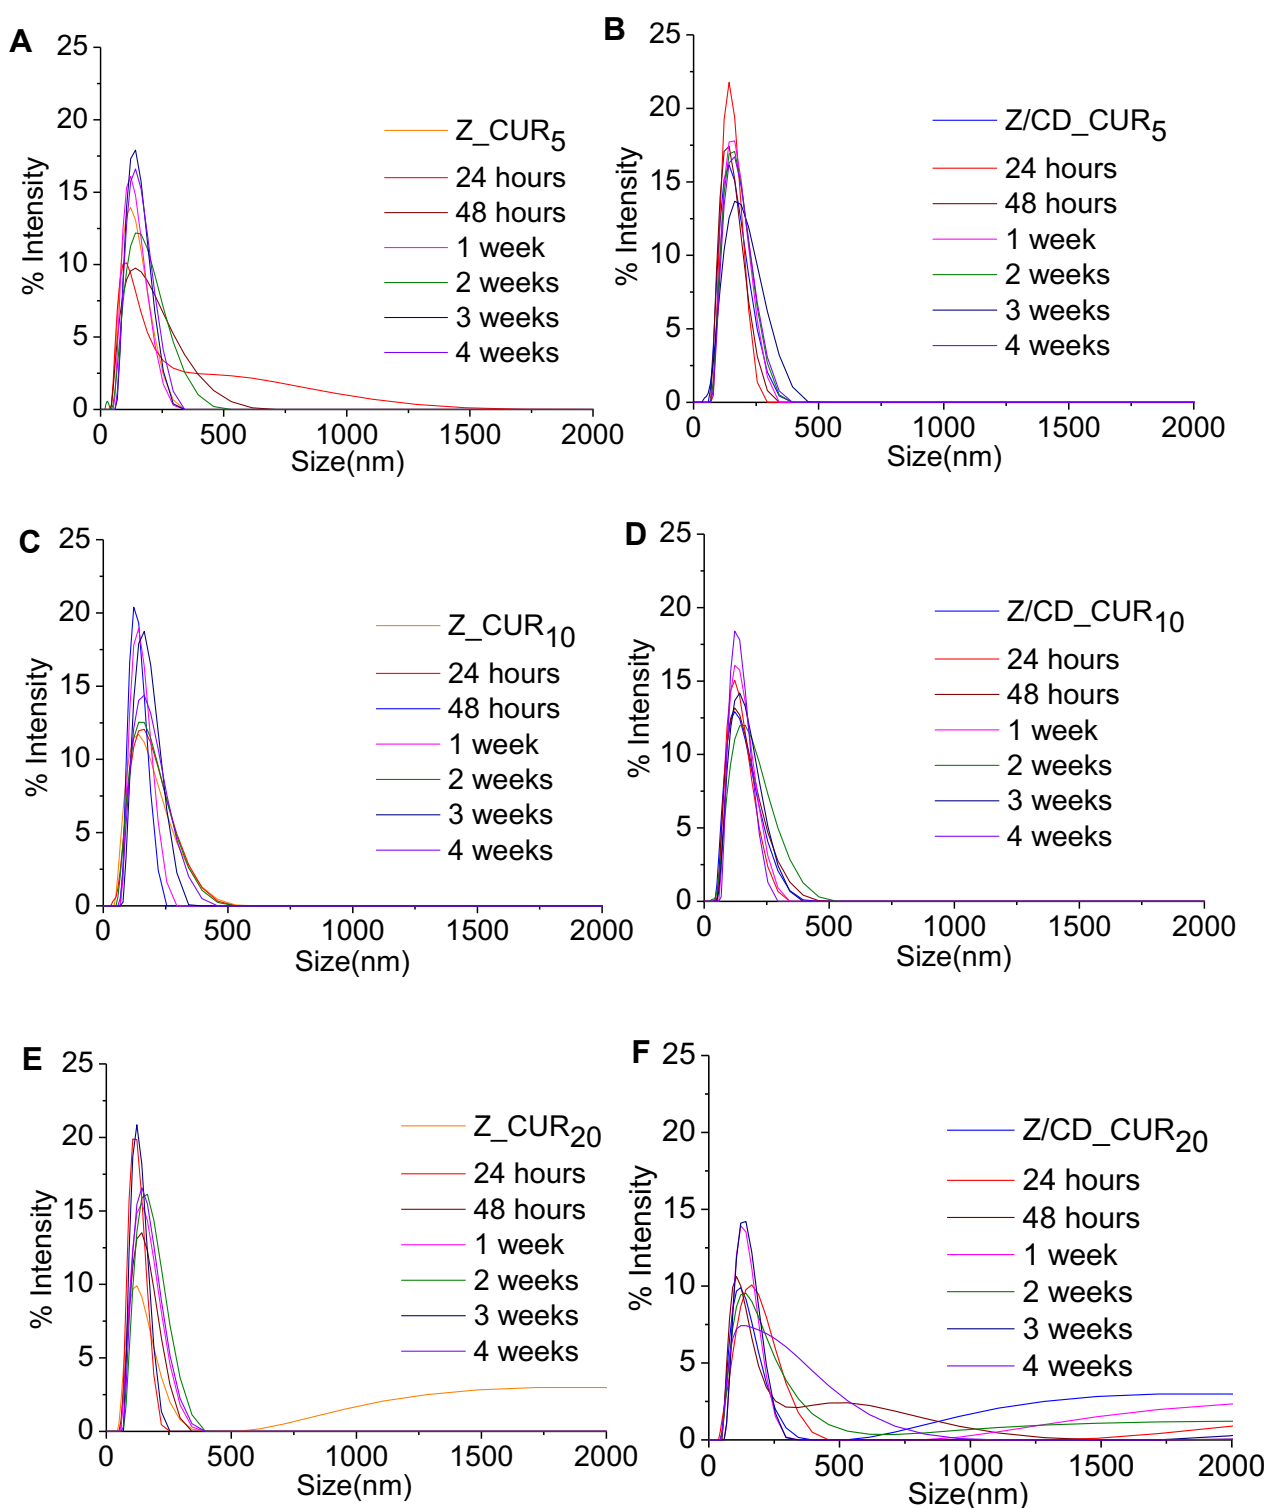 A
25
20
15
10
5
0
% Intensity
Z_CUR5
24 hours
48 hours
1 week
2 weeks
3 weeks
4 weeks
0 500 1000 1500 2000
Size(nm)
B
25
20
15
10
5
0
% Intensity
Z/CD_CUR5
24 hours
48 hours
1 week
2 weeks
3 weeks
4 weeks
0 500 1000 1500 2000
Size(nm)
C
25
20
15
10
5
0
% Intensity
Z_CUR10
24 hours
48 hours
1 week
2 weeks
3 weeks
4 weeks
0 500 1000 1500 2000
Size(nm)
D
25
20
15
10
5
0
% Intensity
Z/CD_CUR10
24 hours
48 hours
1 week
2 weeks
3 weeks
4 weeks
0 500 1000 1500 2000
Size(nm)
E
25
20
15
10
5
0
% Intensity
Z_CUR20
24 hours
48 hours
1 week
2 weeks
3 weeks
4 weeks
0 500 1000 1500 2000
Size(nm)
F
25
20
15
10
5
0
% Intensity
Z/CD_CUR20
24 hours
48 hours
1 week
2 weeks
3 weeks
4 weeks
0 500 1000 1500 2000
Size(nm)